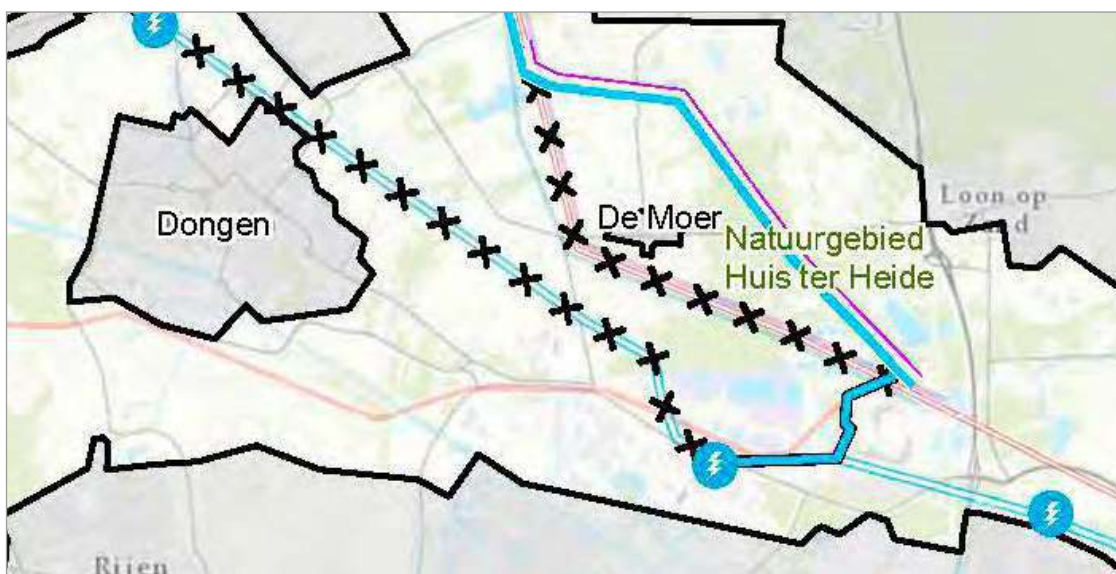 Loon op
Zand
Dongen
De Moer
Natuurgebied
Huis ter Heide
Rijen